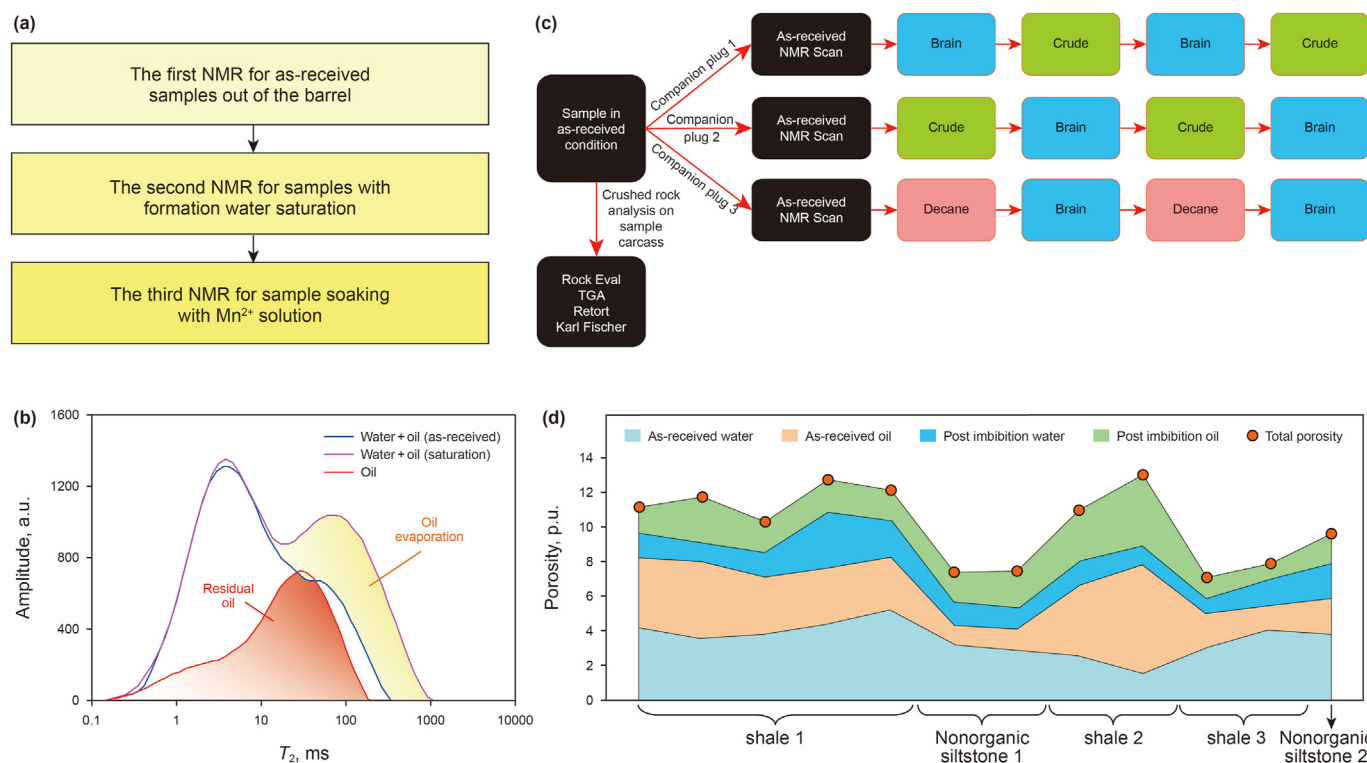 (a)
The first NMR for as-received
samples out of the barrel
The second NMR for samples with
formation water saturation
The third NMR for sample soaking
with Mn²⁺ solution
(c)
Sample in
as-received
condition
Companion plug 1
Companion
plug 2
Companion plug 3
As-received
NMR Scan
Brain
Crude
Brain
Crude
As-received
NMR Scan
Crude
Brain
Crude
Brain
As-received
NMR Scan
Decane
Brain
Decane
Brain
Crushed rock
analysis on
sample
carcass
Rock Eval
TGA
Retort
Karl Fischer
(b)
Amplitude, a.u.
1600
1200
800
400
0
Water + oil (as-received)
Water + oil (saturation)
Oil
Oil
evaporation
Residual
oil
0.1
1
10
100
1000
10000
T₂, ms
(d)
As-received water
As-received oil
Post imbibition water
Post imbibition oil
Total porosity
Porosity, p.u.
14
12
10
8
6
4
2
0
shale 1
Nonorganic
siltstone 1
shale 2
shale 3
Nonorganic
siltstone 2